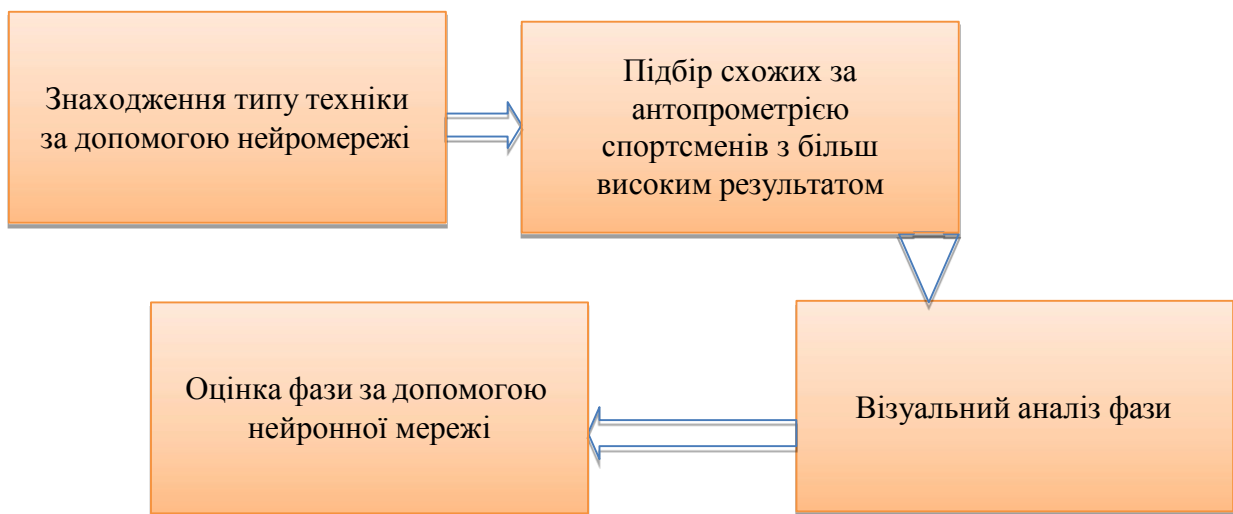 Знаходження типу техніки
за допомогою нейромережі
Підбір схожих за
антопрометрією
спортсменів з більш
високим результатом
Візуальний аналіз фази
Оцінка фази за допомогою
нейронної мережі